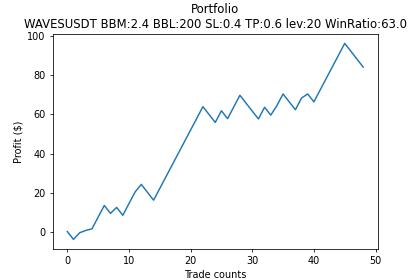 Portfolio
WAVESUSDT BBM:2.4 BBL:200 SL:0.4 TP:0.6 lev:20 WinRatio:63.0
100
80
60
40
20
0
Profit ($)
0 10 20 30 40 50
Trade counts